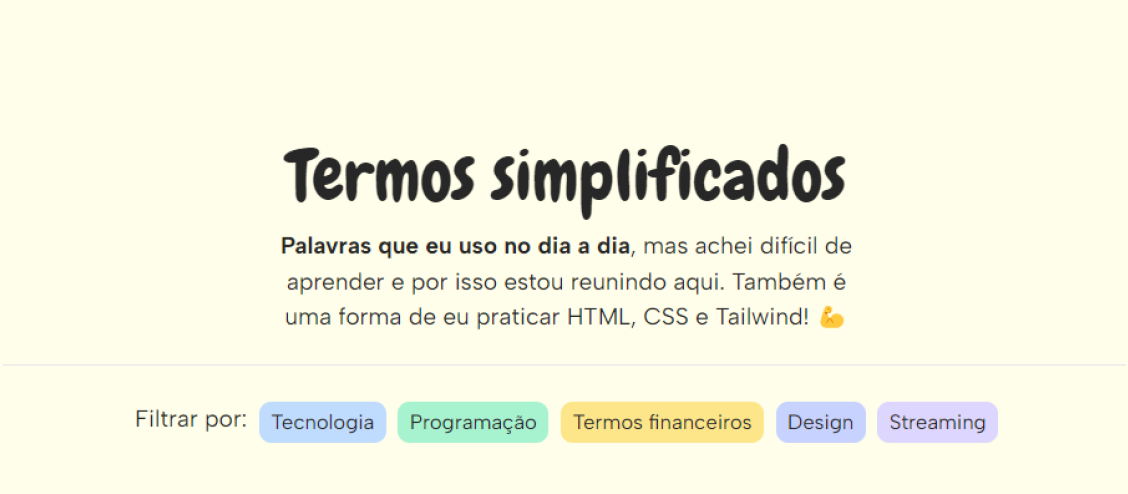 Termos simplificados
Palavras que eu uso no dia a dia, mas achei difícil de
aprender e por isso estou reunindo aqui. Também é
uma forma de eu praticar HTML, CSS e Tailwind! 💪
Filtrar por: Tecnologia Programação Termos financeiros Design Streaming